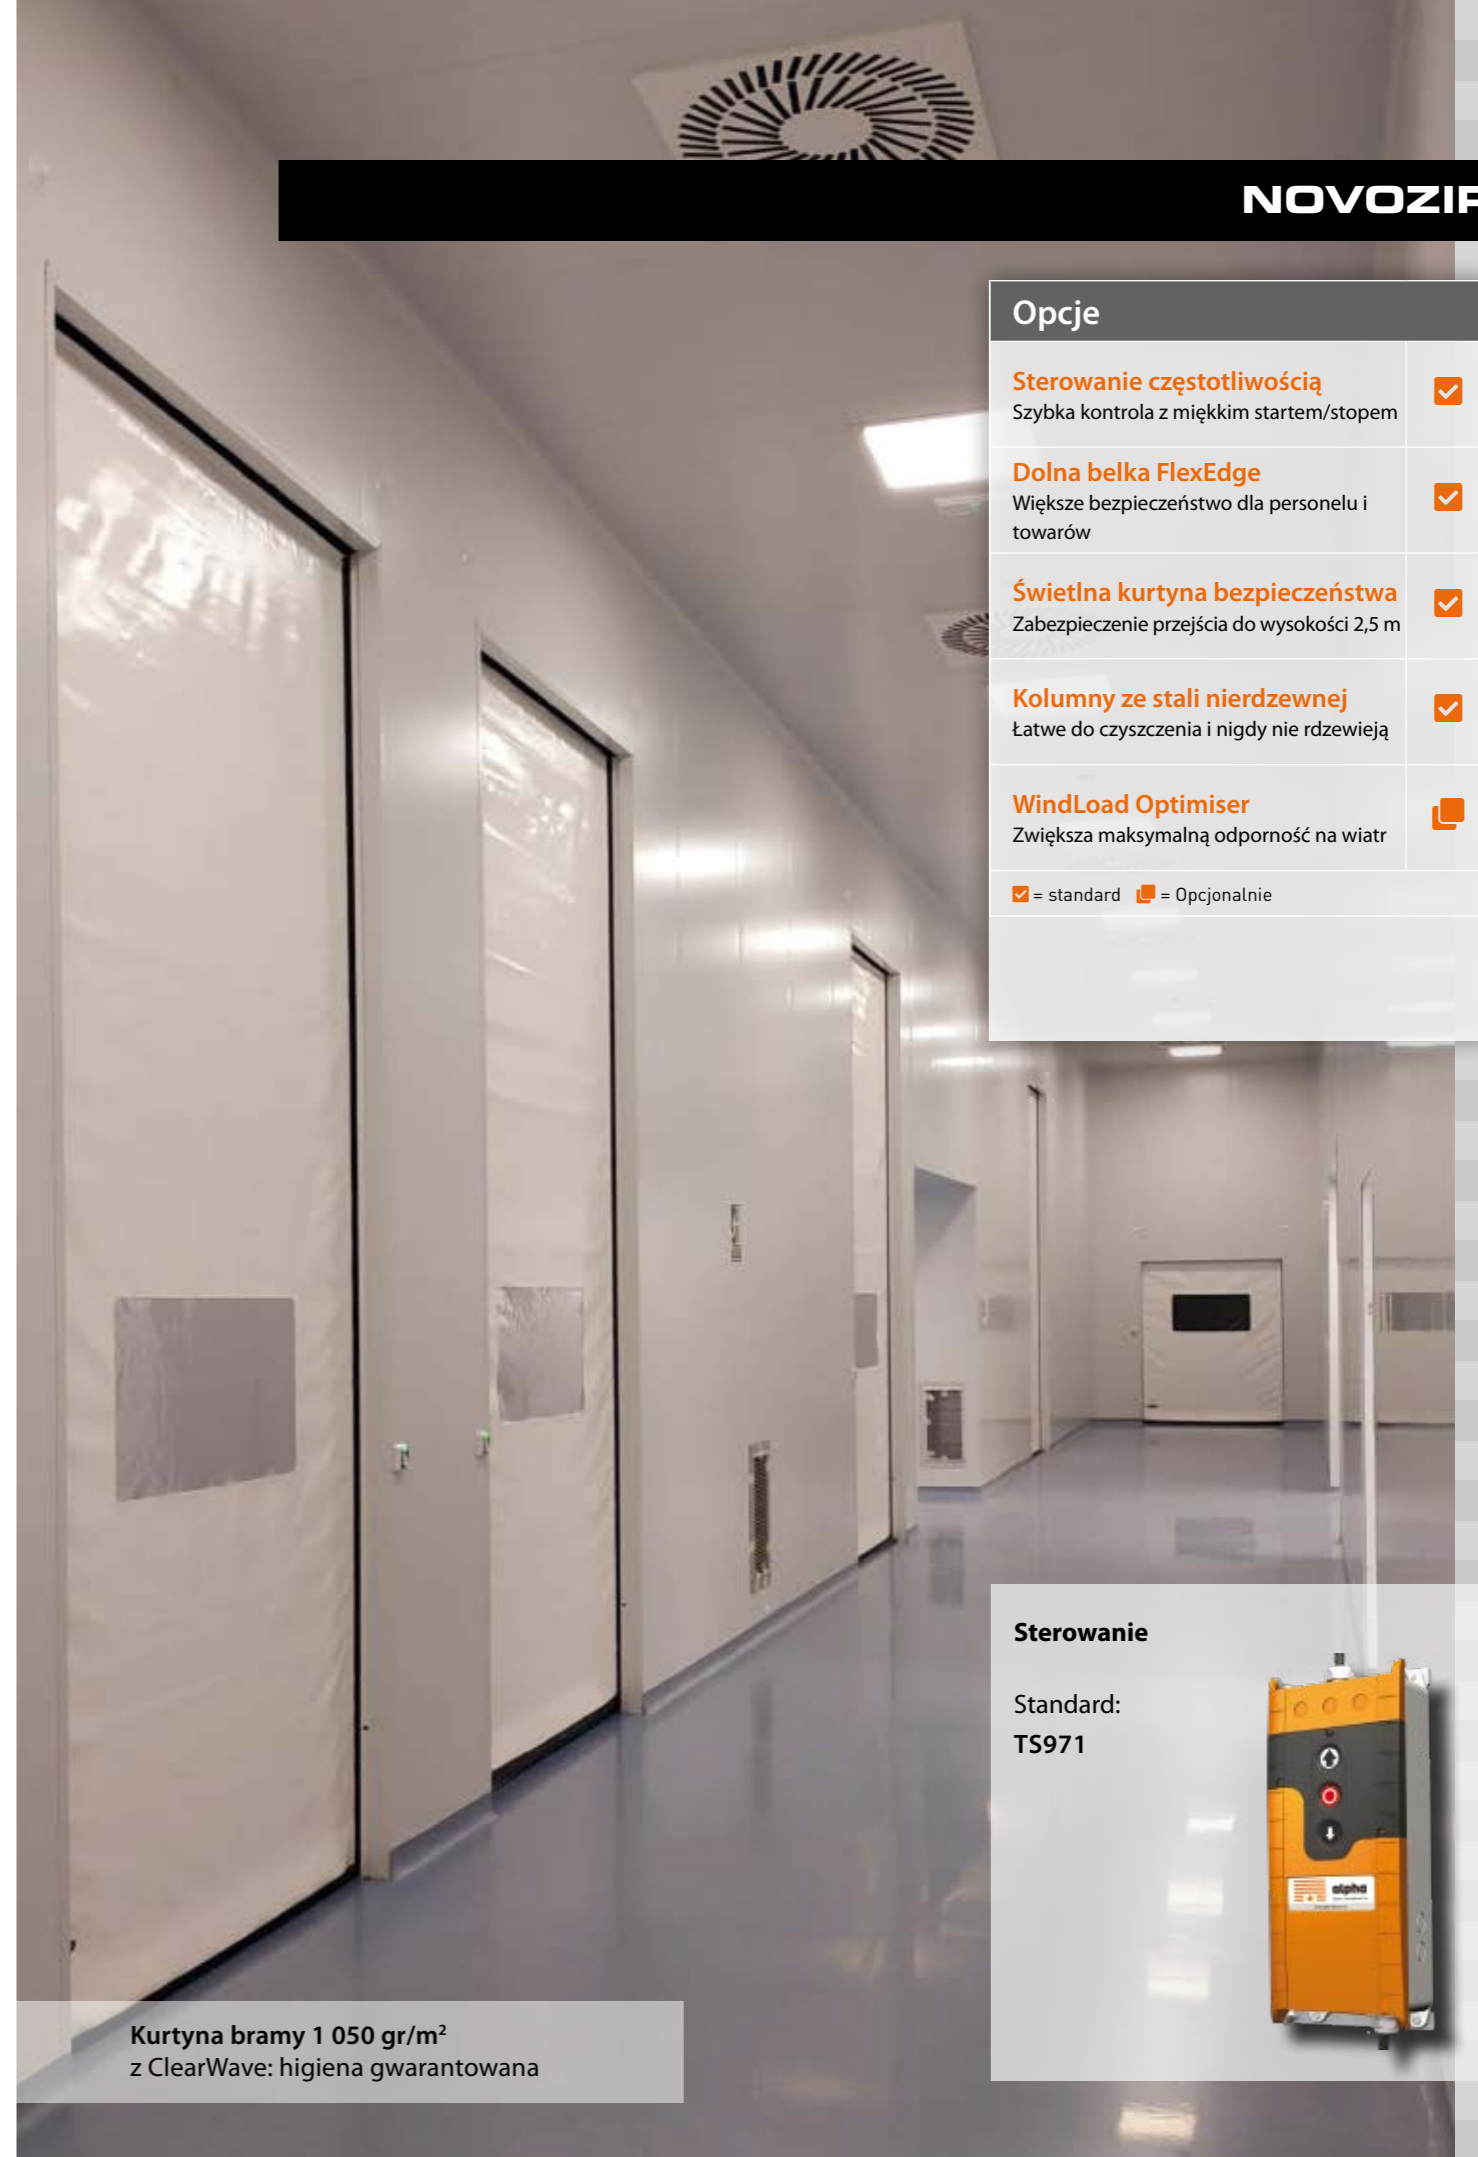 NOVOZIP
Opcje
Sterowanie częstotliwością
Szybka kontrola z miękkim startem/stopem
Dolna belka FlexEdge
Większe bezpieczeństwo dla personelu i
towarów
Świetlna kurtyna bezpieczeństwa
Zabezpieczenie przejścia do wysokości 2,5 m
Kolumny ze stali nierdzewnej
Łatwe do czyszczenia i nigdy nie rdzewieją
WindLoad Optimiser
Zwiększa maksymalną odporność na wiatr
= standard = Opcjonalnie
Sterowanie
Standard:
TS971
alpha
Kurtyna bramy 1 050 gr/m²
z ClearWave: higiena gwarantowana